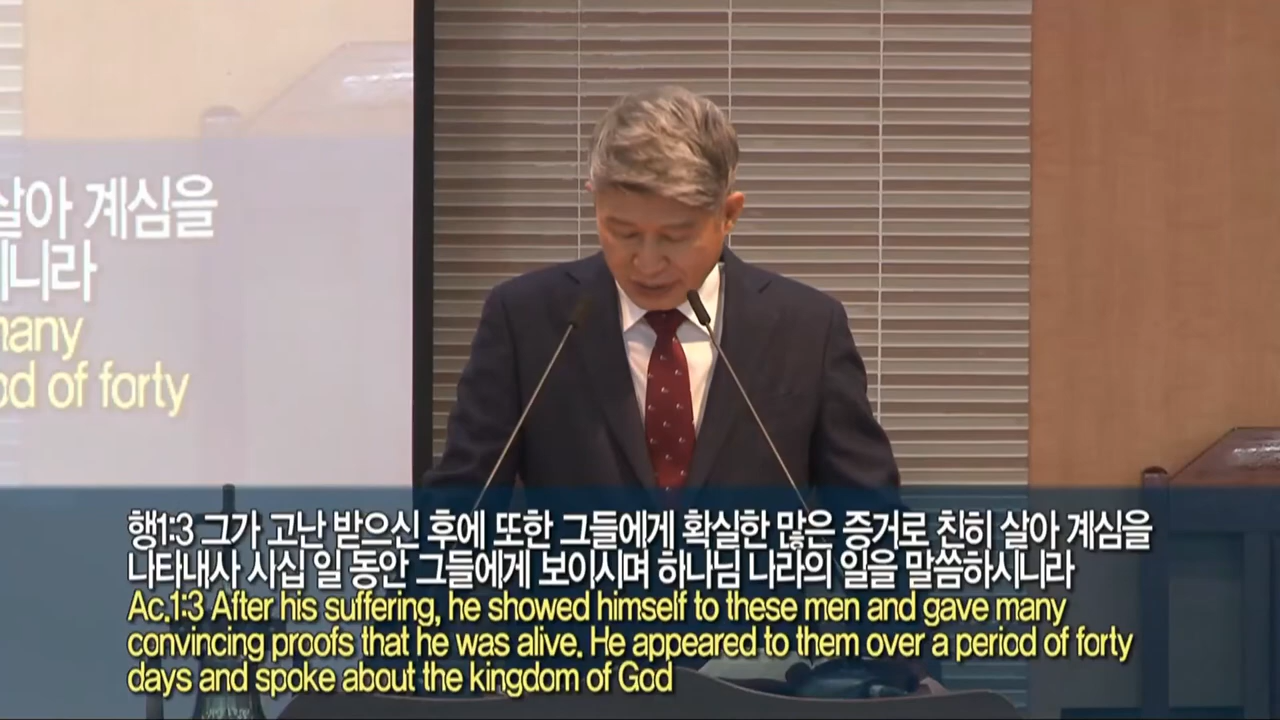 살아 계심을
니라
many
od of forty
행1:3 그가 고난 받으신 후에 또한 그들에게 확실한 많은 증거로 친히 살아 계심을
나타내사 사십 일 동안 그들에게 보이시며 하나님 나라의 일을 말씀하시니라
Ac.1:3 After his suffering, he showed himself to these men and gave many
convincing proofs that he was alive. He appeared to them over a period of forty
days and spoke about the kingdom of God